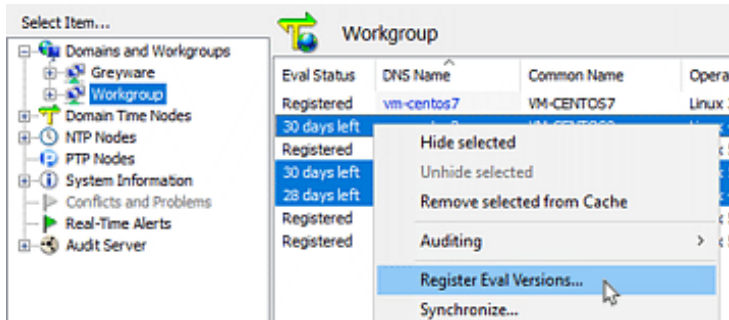 Select Item...
Domains and Workgroups
Greyware
Workgroup
Domain Time Nodes
NTP Nodes
PTP Nodes
System Information
Conflicts and Problems
Real-Time Alerts
Audit Server
Workgroup
Eval Status DNS Name Common Name Opera
Registered vm-centos7 VM-CENTOS7 Linux
30 days left
Registered
30 days left
28 days left
Registered
Registered
Hide selected
Unhide selected
Remove selected from Cache
Auditing >
Register Eval Versions...
Synchronize...